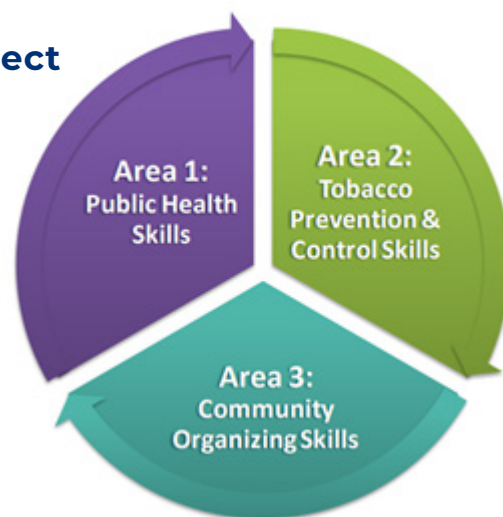 ect
Area 1:
Public Health
Skills
Area 2:
Tobacco
Prevention &
Control Skills
Area 3:
Community
Organizing Skills